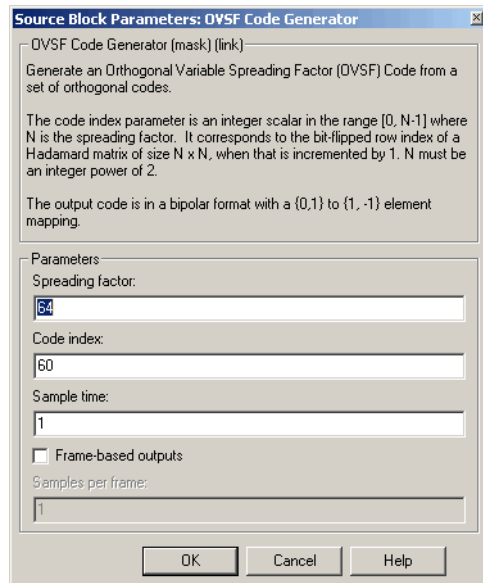 Source Block Parameters: OVSF Code Generator
OVSF Code Generator (mask) (link)
Generate an Orthogonal Variable Spreading Factor (OVSF) Code from a
set of orthogonal codes.
The code index parameter is an integer scalar in the range [0, N-1] where
N is the spreading factor.  It corresponds to the bit-flipped row index of a
Hadamard matrix of size N x N, when that is incremented by 1. N must be
an integer power of 2.
The output code is in a bipolar format with a {0,1} to {1, -1} element
mapping.
Parameters
Spreading factor:
64
Code index:
60
Sample time:
1
Frame-based outputs
Samples per frame:
1
OK Cancel Help